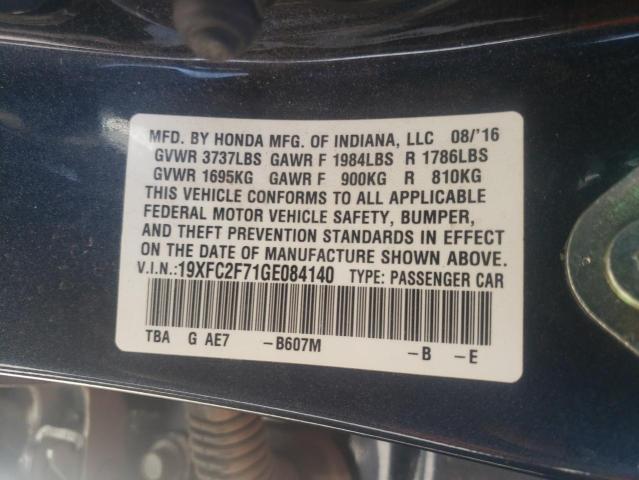 MFD. BY HONDA MFG. OF INDIANA, LLC 08/'16
GVWR 3737LBS GAWR F 1984LBS R 1786LBS
GVWR 1695KG GAWR F 900KG R 810KG
THIS VEHICLE CONFORMS TO ALL APPLICABLE
FEDERAL MOTOR VEHICLE SAFETY, BUMPER,
AND THEFT PREVENTION STANDARDS IN EFFECT
ON THE DATE OF MANUFACTURE SHOWN ABOVE.
V.I.N.:19XFC2F71GE084140 TYPE: PASSENGER CAR
TBA G AE7 -B607M -B -E